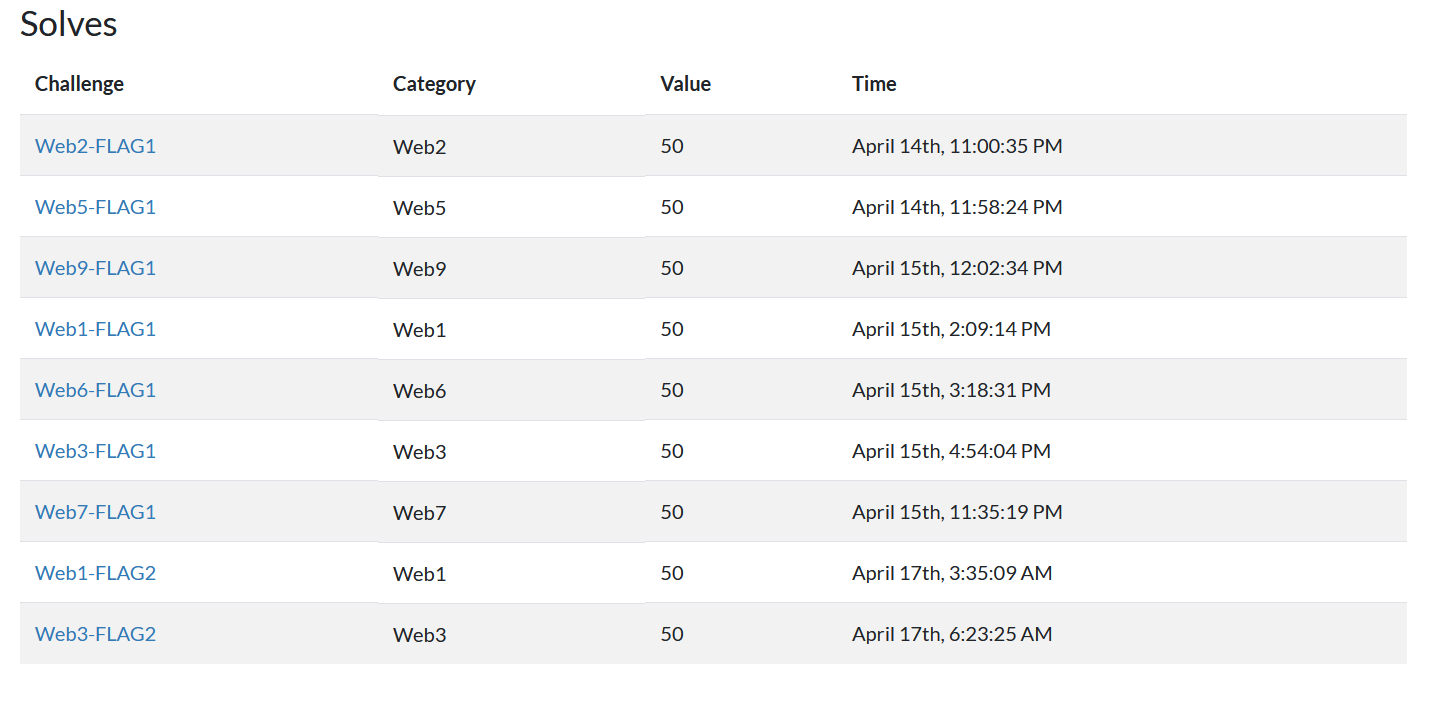 Solves
Challenge Category Value Time
Web2-FLAG1 Web2 50 April 14th, 11:00:35 PM
Web5-FLAG1 Web5 50 April 14th, 11:58:24 PM
Web9-FLAG1 Web9 50 April 15th, 12:02:34 PM
Web1-FLAG1 Web1 50 April 15th, 2:09:14 PM
Web6-FLAG1 Web6 50 April 15th, 3:18:31 PM
Web3-FLAG1 Web3 50 April 15th, 4:54:04 PM
Web7-FLAG1 Web7 50 April 15th, 11:35:19 PM
Web1-FLAG2 Web1 50 April 17th, 3:35:09 AM
Web3-FLAG2 Web3 50 April 17th, 6:23:25 AM